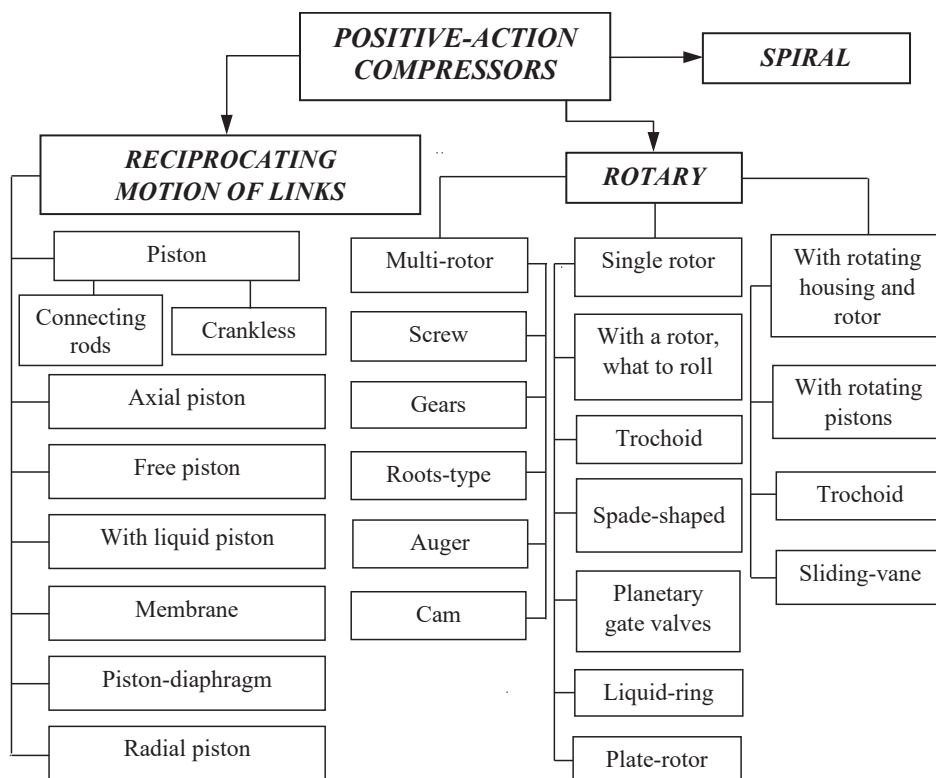 POSITIVE-ACTION
COMPRESSORS
SPIRAL
RECIPROCATING
MOTION OF LINKS
ROTARY
Piston
Connecting
rods
Crankless
Axial piston
Free piston
With liquid piston
Membrane
Piston-diaphragm
Radial piston
Multi-rotor
Screw
Gears
Roots-type
Auger
Cam
Single rotor
With a rotor,
what to roll
Trochoid
Spade-shaped
Planetary
gate valves
Liquid-ring
Plate-rotor
With rotating
housing and
rotor
With rotating
pistons
Trochoid
Sliding-vane